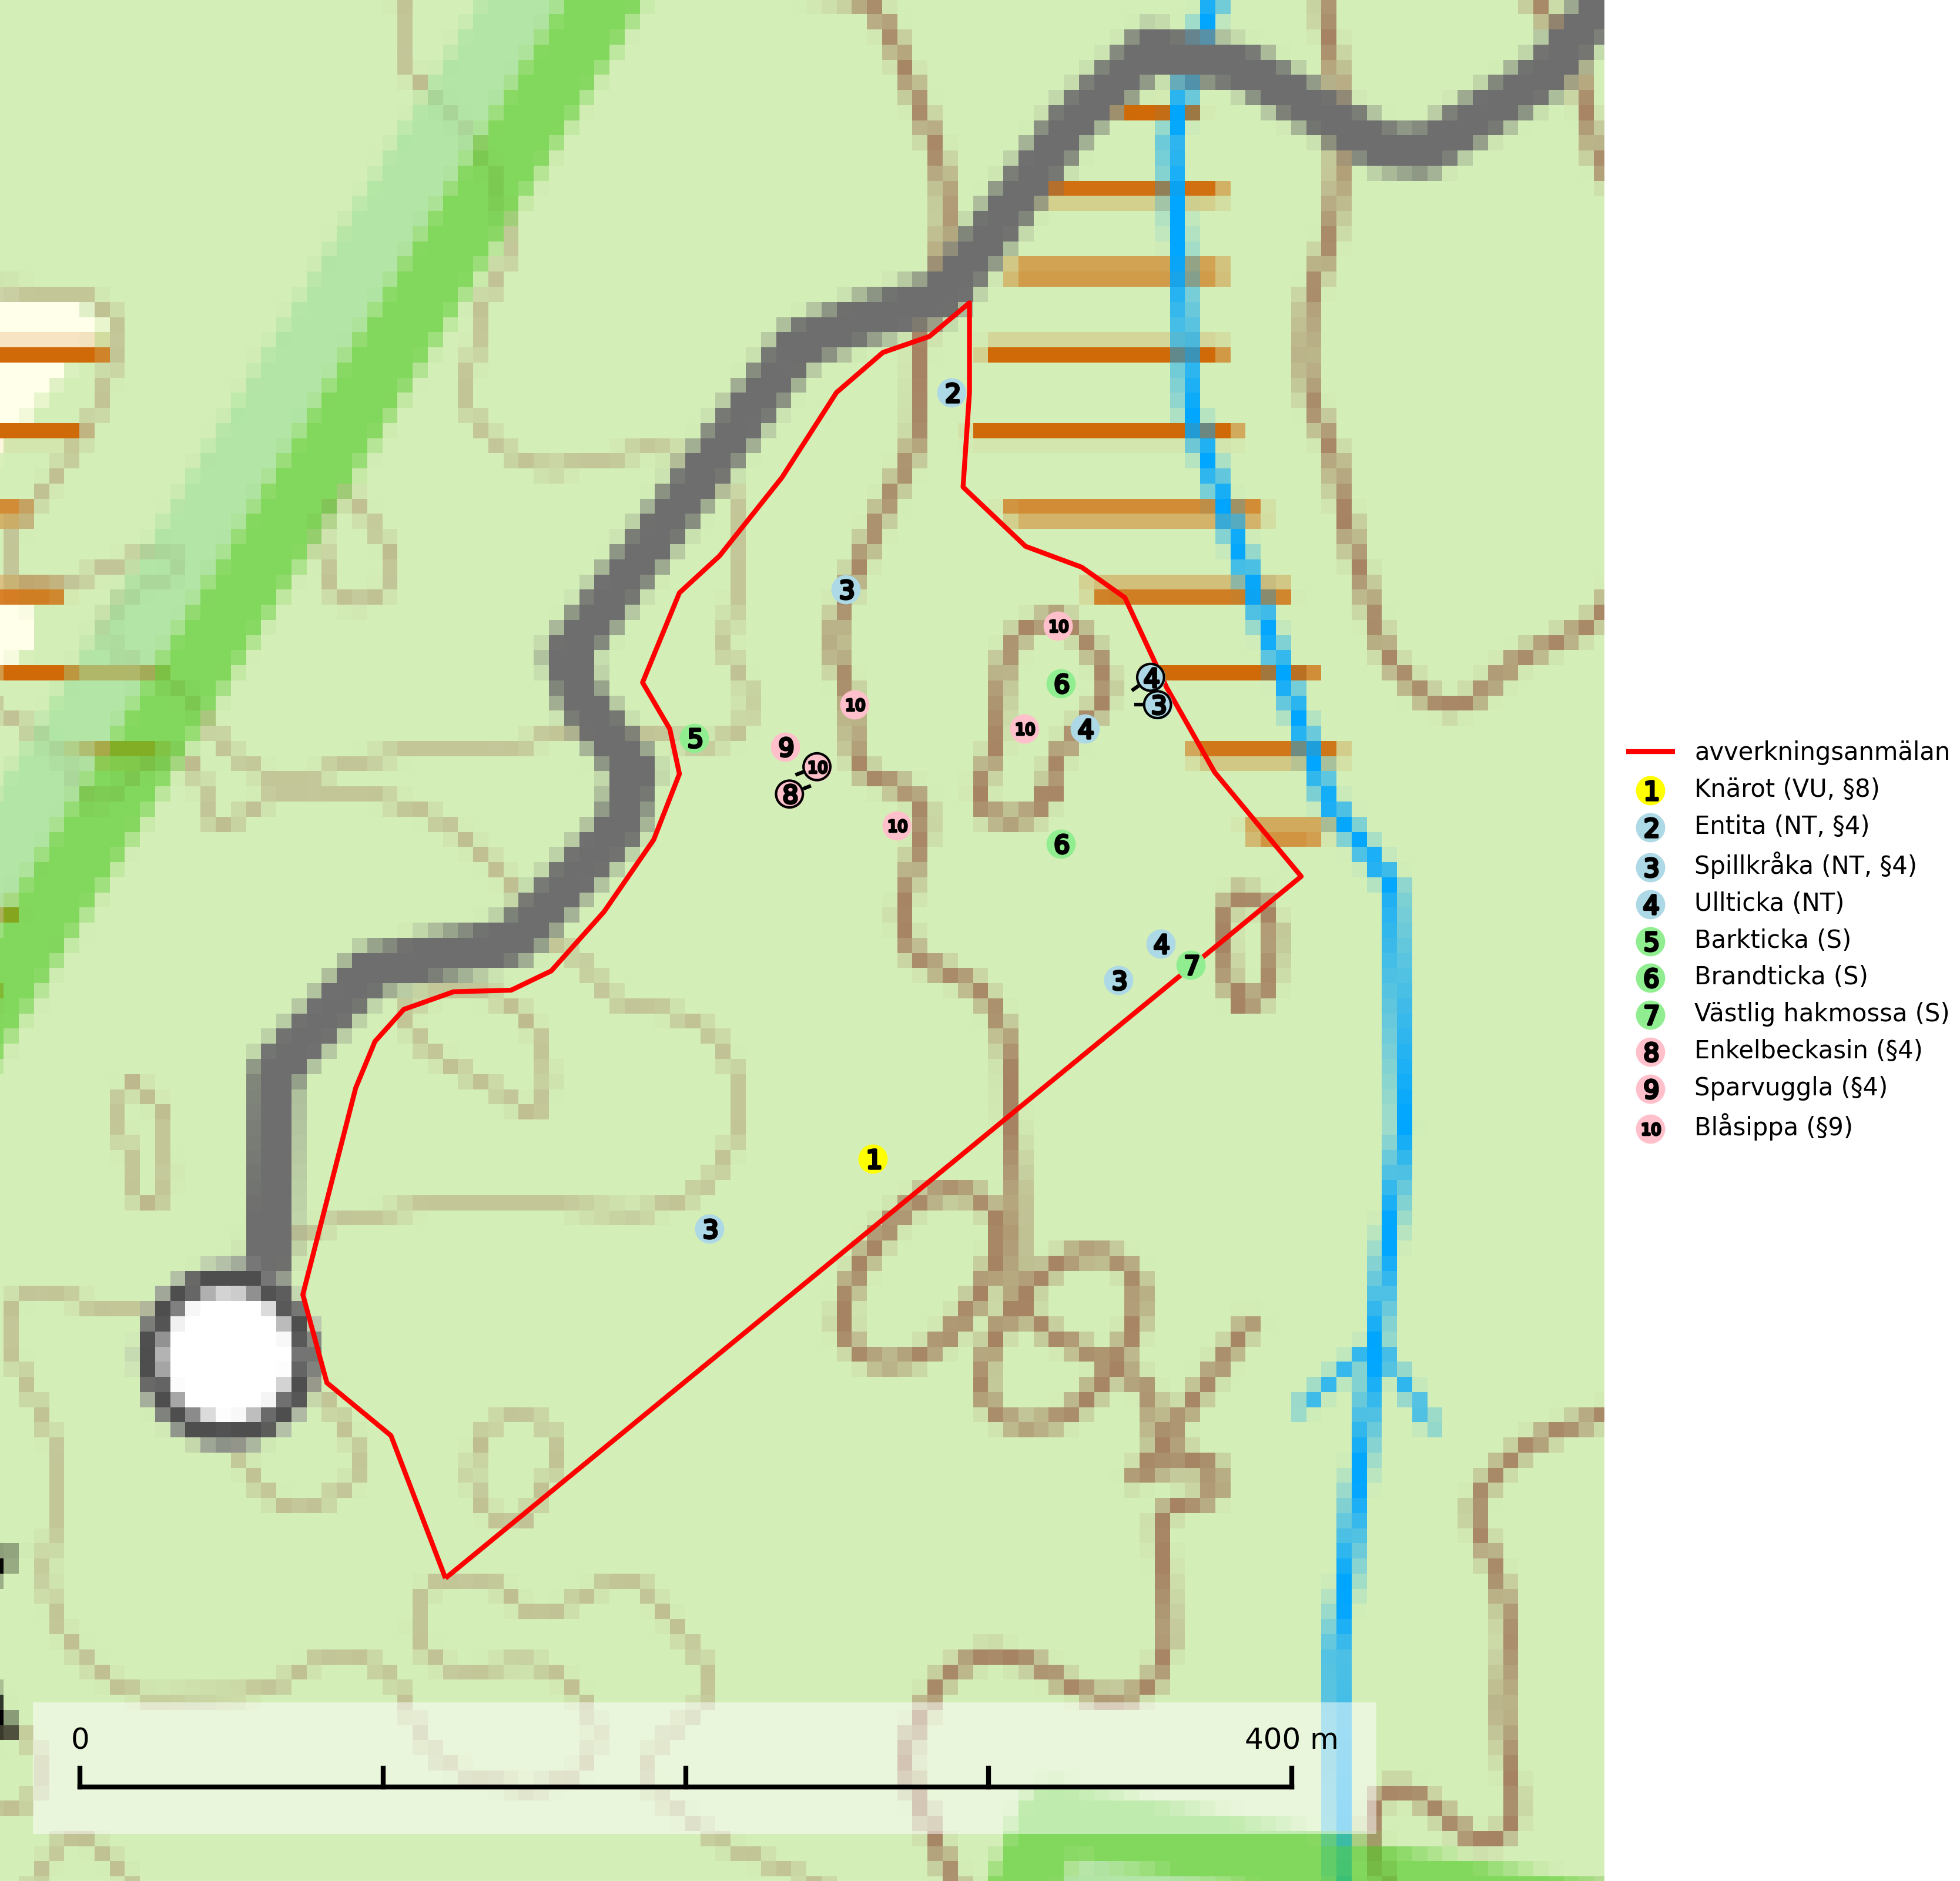 2
3
10
6
4
3
10
4
5
9
10
8
10
6
4
7
3
1
3
0
400 m
avverkningsanmälan
1 Knärot (VU, §8)
2 Entita (NT, §4)
3 Spillkråka (NT, §4)
4 Ullticka (NT)
5 Barkticka (S)
6 Brandticka (S)
7 Västlig hakmossa (S)
8 Enkelbeckasin (§4)
9 Sparvuggla (§4)
10 Blåsippa (§9)